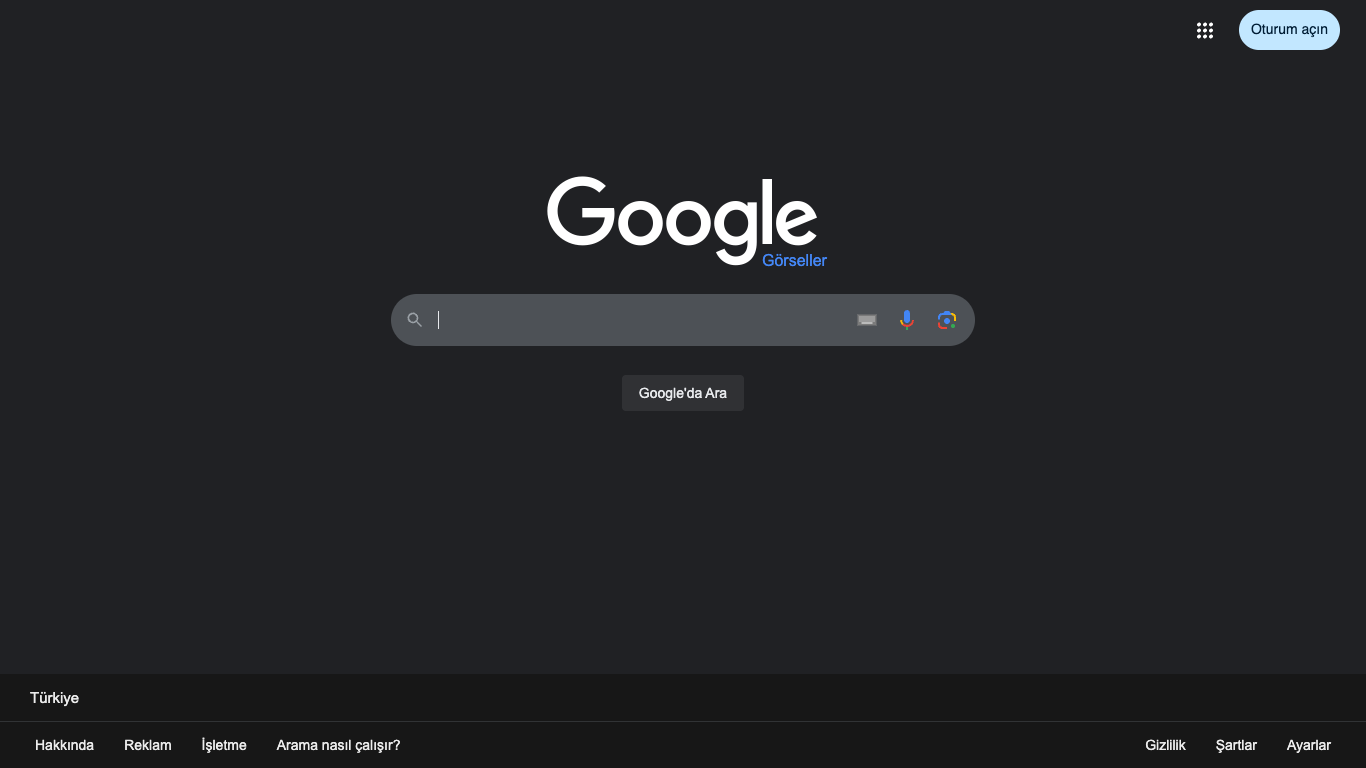 Oturum açın
Google
Görseller
Google'da Ara
Türkiye
Hakkında Reklam İşletme Arama nasıl çalışır? Gizlilik Şartlar Ayarlar